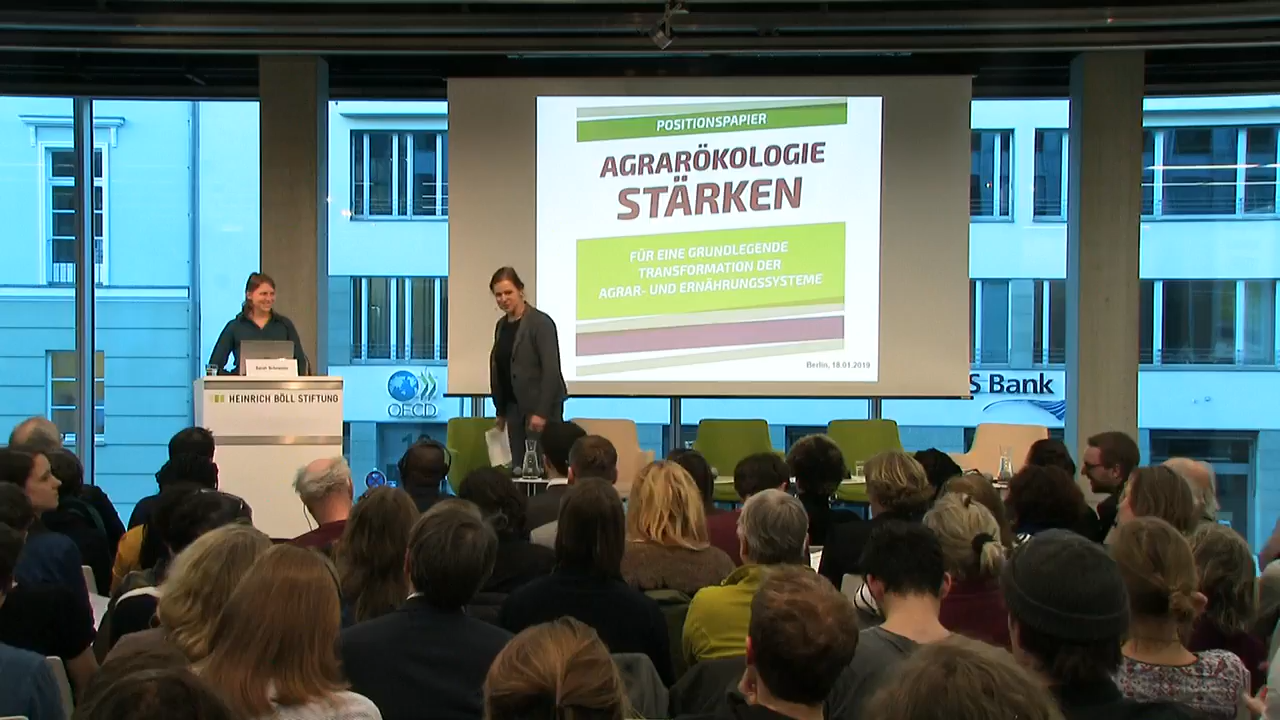 POSITIONSPAPIER
AGRARÖKOLOGIE
STÄRKEN
FÜR EINE GRUNDLEGENDE
TRANSFORMATION DER
AGRAR- UND ERNÄHRUNGSSYSTEME
Berlin, 18.01.2019
HEINRICH BÖLL STIFTUNG
OECD
S Bank